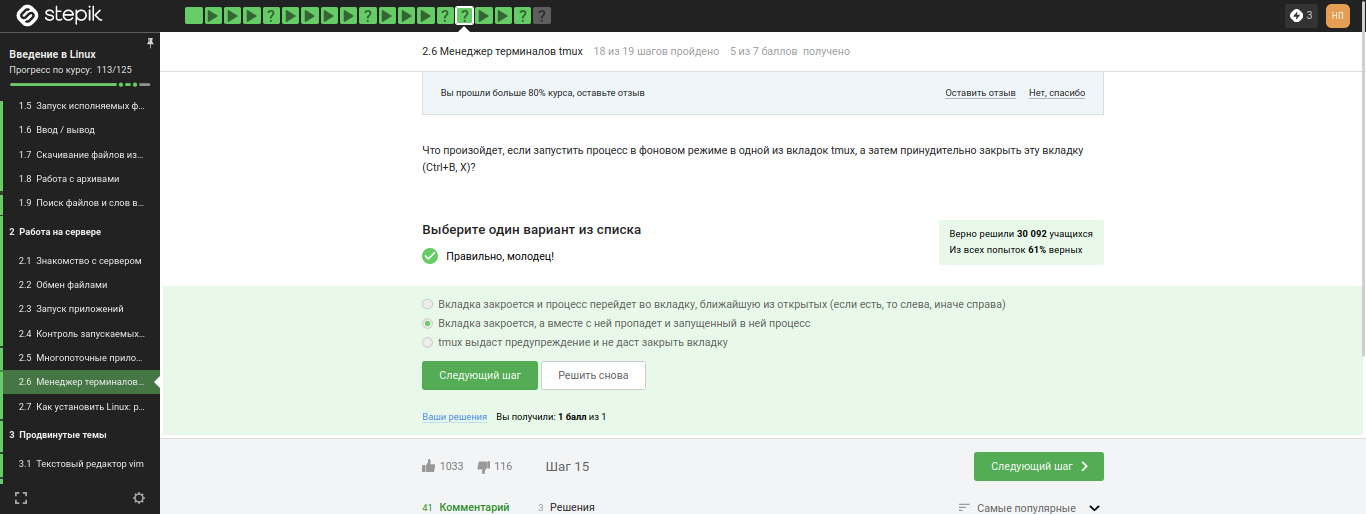 stepik
3
НП
Введение в Linux
Прогресс по курсу: 113/125
1.5 Запуск исполняемых ф...
1.6 Ввод / вывод
1.7 Скачивание файлов из...
1.8 Работа с архивами
1.9 Поиск файлов и слов в...
2 Работа на сервере
2.1 Знакомство с сервером
2.2 Обмен файлами
2.3 Запуск приложений
2.4 Контроль запускаемых...
2.5 Многопоточные прило...
2.6 Менеджер терминалов...
2.7 Как установить Linux: р...
3 Продвинутые темы
3.1 Текстовый редактор vim
2.6 Менеджер терминалов tmux 18 из 19 шагов пройдено 5 из 7 баллов получено
Вы прошли больше 80% курса, оставьте отзыв
Оставить отзыв Нет, спасибо
Что произойдет, если запустить процесс в фоновом режиме в одной из вкладок tmux, а затем принудительно закрыть эту вкладку
(Ctrl+B, X)?
Выберите один вариант из списка
Правильно, молодец!
Верно решили 30 092 учащихся
Из всех попыток 61% верных
Вкладка закроется и процесс перейдет во вкладку, ближайшую из открытых (если есть, то слева, иначе справа)
Вкладка закроется, а вместе с ней пропадет и запущенный в ней процесс
tmux выдаст предупреждение и не даст закрыть вкладку
Следующий шаг Решить снова
Ваши решения Вы получили: 1 балл из 1
1033 116 Шаг 15
Следующий шаг
41 Комментарий 3 Решения
Самые популярные